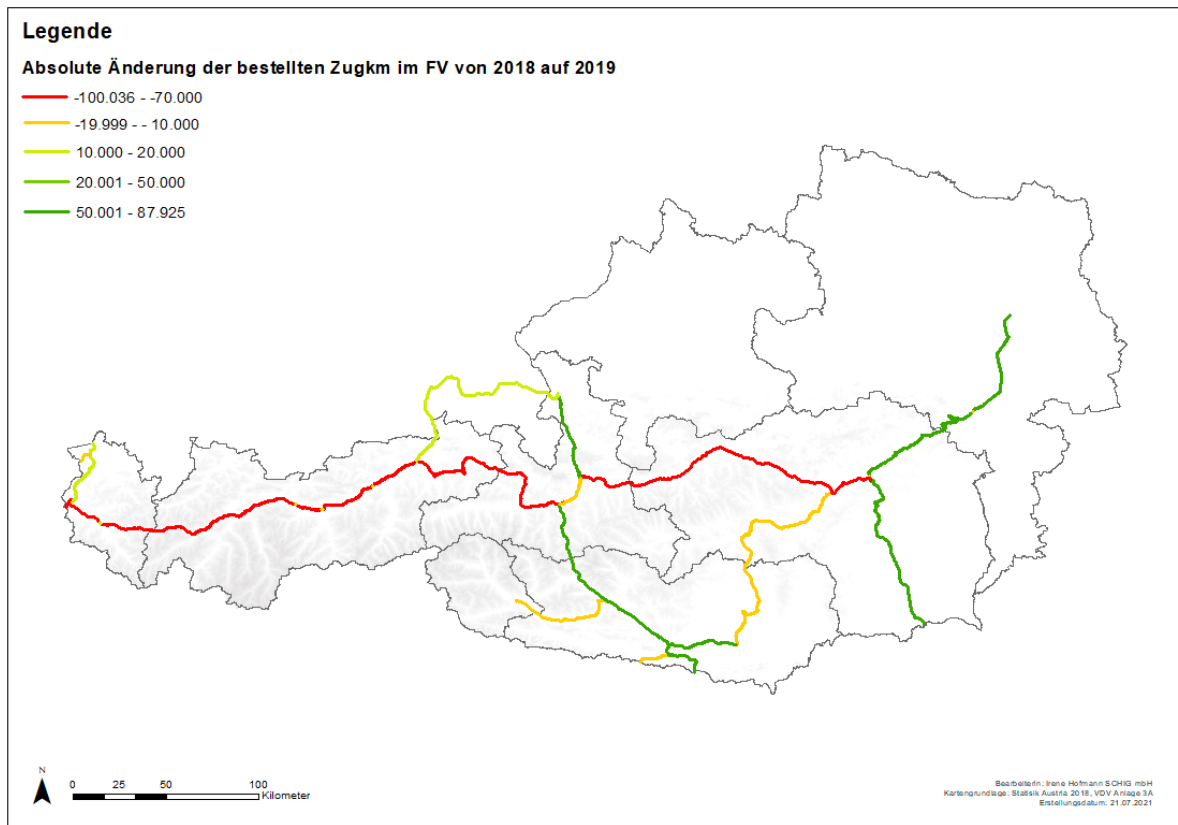 Legende
Absolute Änderung der bestellten Zugkm im FV von 2018 auf 2019
-100.036 - -70.000
-19.999 - - 10.000
10.000 - 20.000
20.001 - 50.000
50.001 - 87.925
N
0 25 50 100
Kilometer
BearbeiterIn: Irene Hofmann SCHIG mbH
Kartengrundlage: Statisik Austria 2018, VDV Anlage 3A
Erstellungsdatum: 21.07.2021